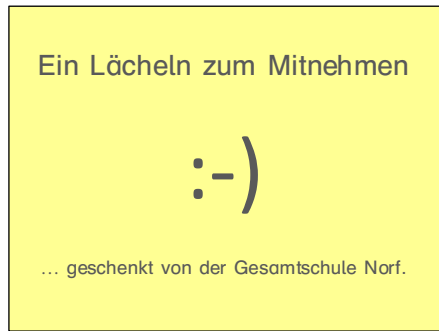 Ein Lächeln zum Mitnehmen
:-)
... geschenkt von der Gesamtschule Norf.